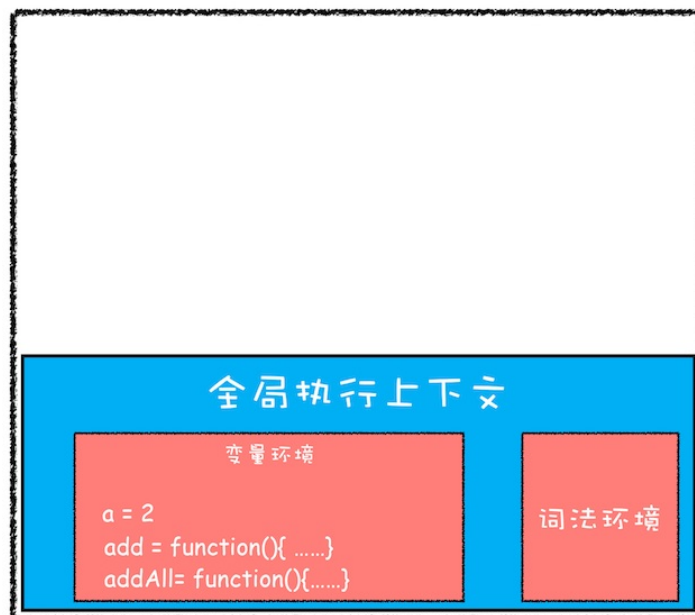 全局执行上下文
变量环境
a = 2
add = function(){ ......}
addAll= function(){......}
词法环境